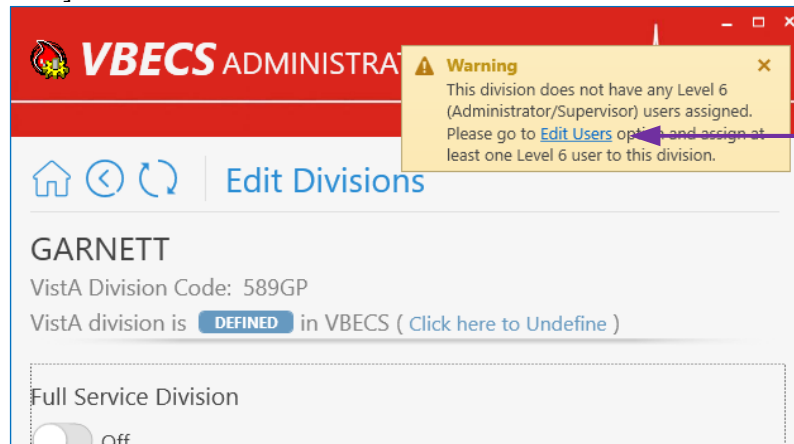 VBECS ADMINISTRA
Warning
This division does not have any Level 6
(Administrator/Supervisor) users assigned.
Please go to Edit Users option and assign at
least one Level 6 user to this division.
Edit Divisions
GARNETT
VistA Division Code: 589GP
VistA division is DEFINED in VBECS ( Click here to Undefine )
Full Service Division
Off